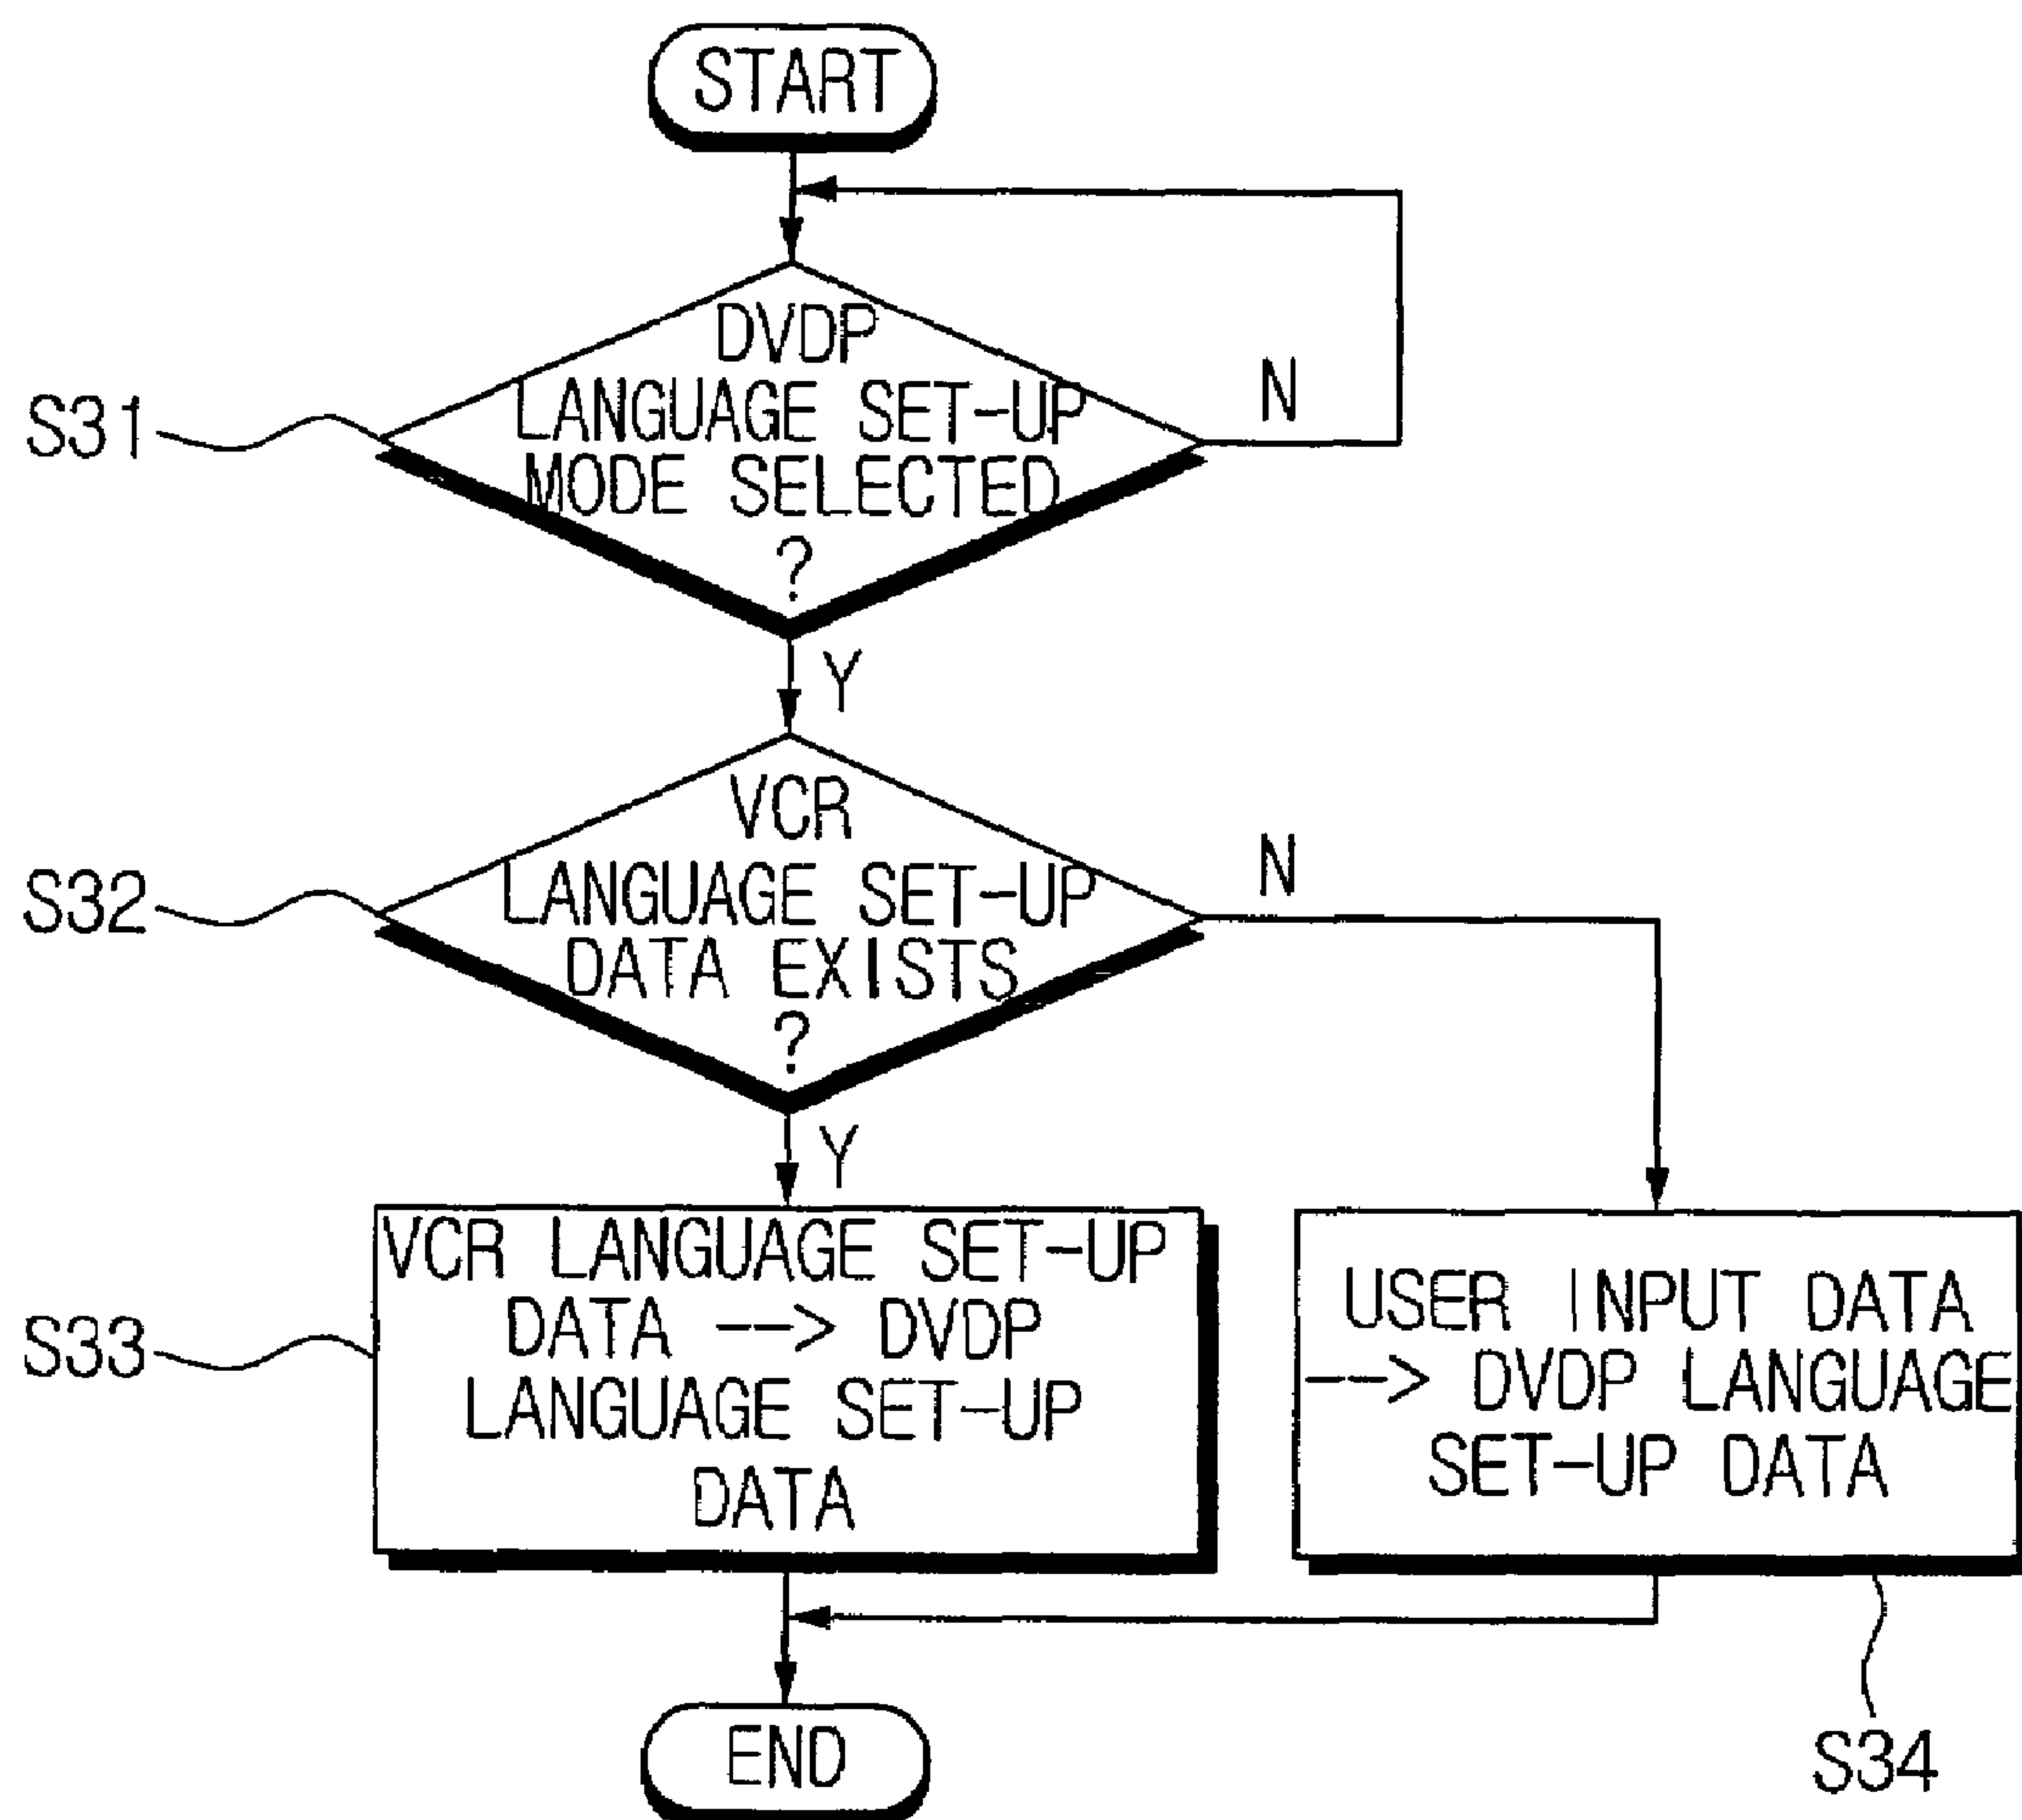 START
DVDP
LANGUAGE SET-UP
MODE SELECTED
?
N
S31
Y
VCR
LANGUAGE SET-UP
DATA EXISTS
?
N
S32
Y
VCR LANGUAGE SET-UP
DATA --> DVDP
LANGUAGE SET-UP
DATA
S33
USER INPUT DATA
--> DVDP LANGUAGE
SET-UP DATA
S34
END